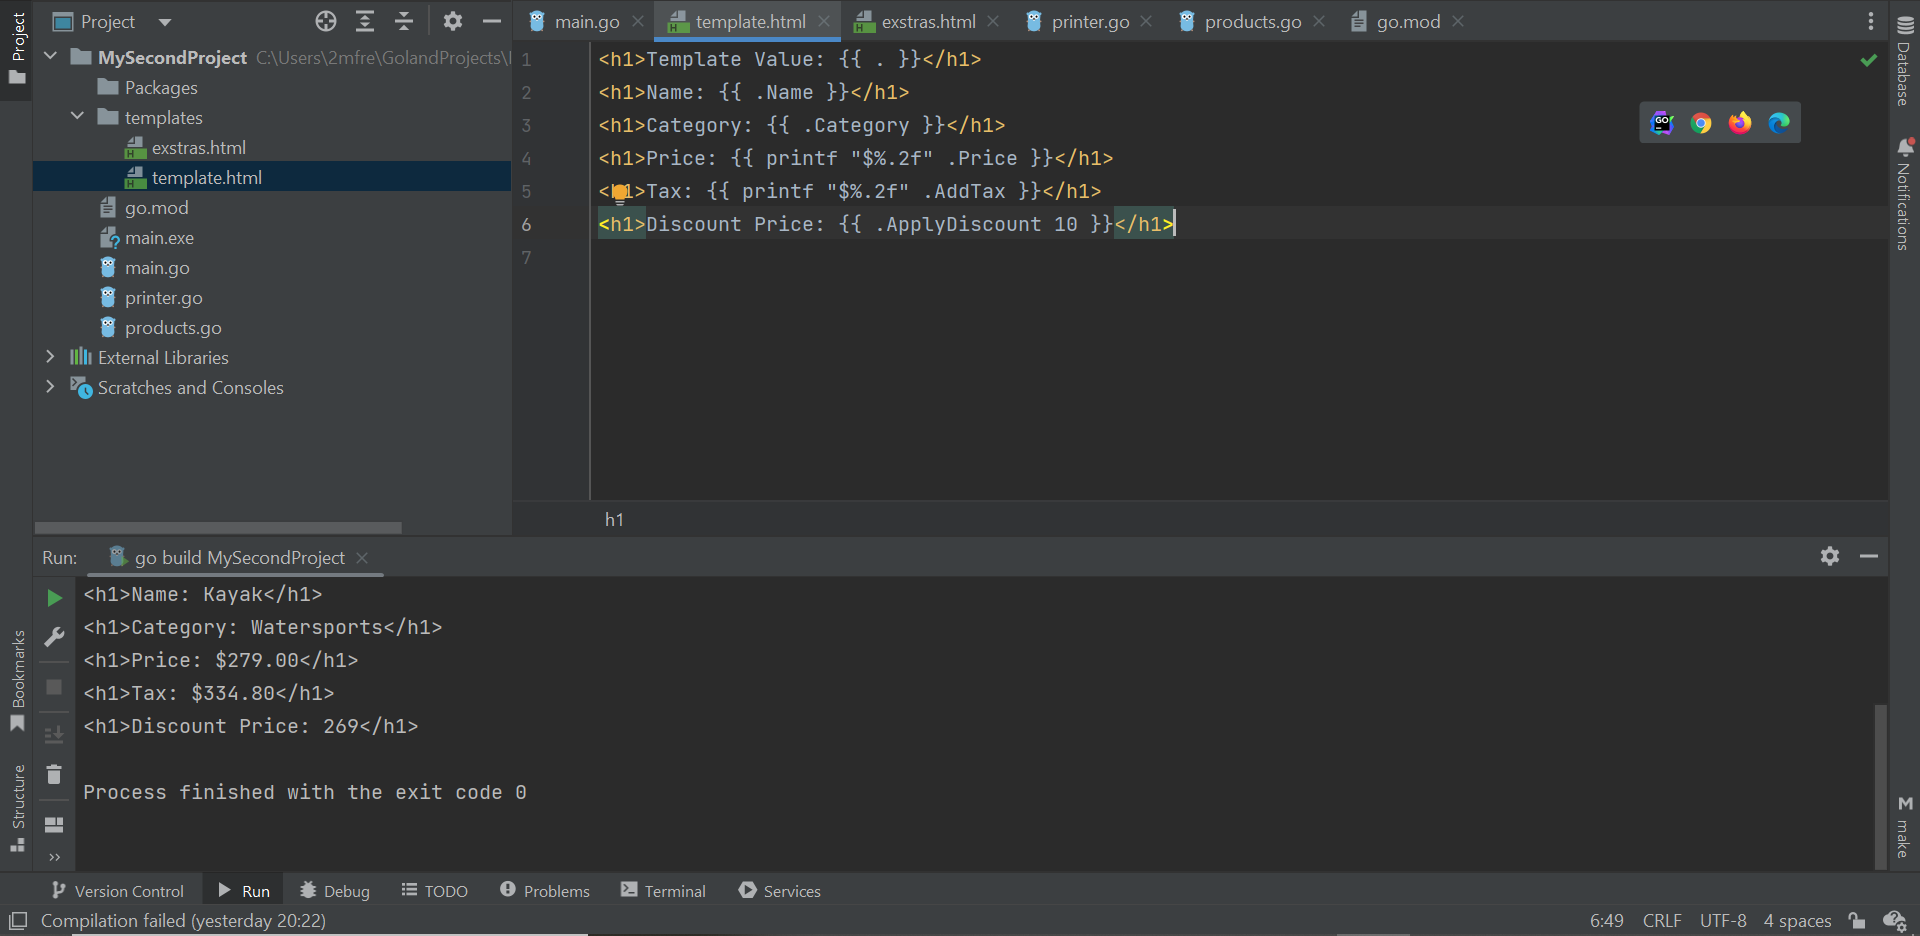 Project
main.go
template.html
exstras.html
printer.go
products.go
go.mod
Project
MySecondProject C:\Users\2mfre\GolandProjects\
Packages
templates
exstras.html
template.html
go.mod
main.exe
main.go
printer.go
products.go
External Libraries
Scratches and Consoles
1 <h1>Template Value: {{ . }}</h1>
2 <h1>Name: {{ .Name }}</h1>
3 <h1>Category: {{ .Category }}</h1>
4 <h1>Price: {{ printf "$%.2f" .Price }}</h1>
5 <h1>Tax: {{ printf "$%.2f" .AddTax }}</h1>
6 <h1>Discount Price: {{ .ApplyDiscount 10 }}</h1>
7
h1
Database
Notifications
make
Run: go build MySecondProject
<h1>Name: Kayak</h1>
<h1>Category: Watersports</h1>
<h1>Price: $279.00</h1>
<h1>Tax: $334.80</h1>
<h1>Discount Price: 269</h1>
Process finished with the exit code 0
Bookmarks
Structure
Version Control Run Debug TODO Problems Terminal Services
Compilation failed (yesterday 20:22) 6:49 CRLF UTF-8 4 spaces